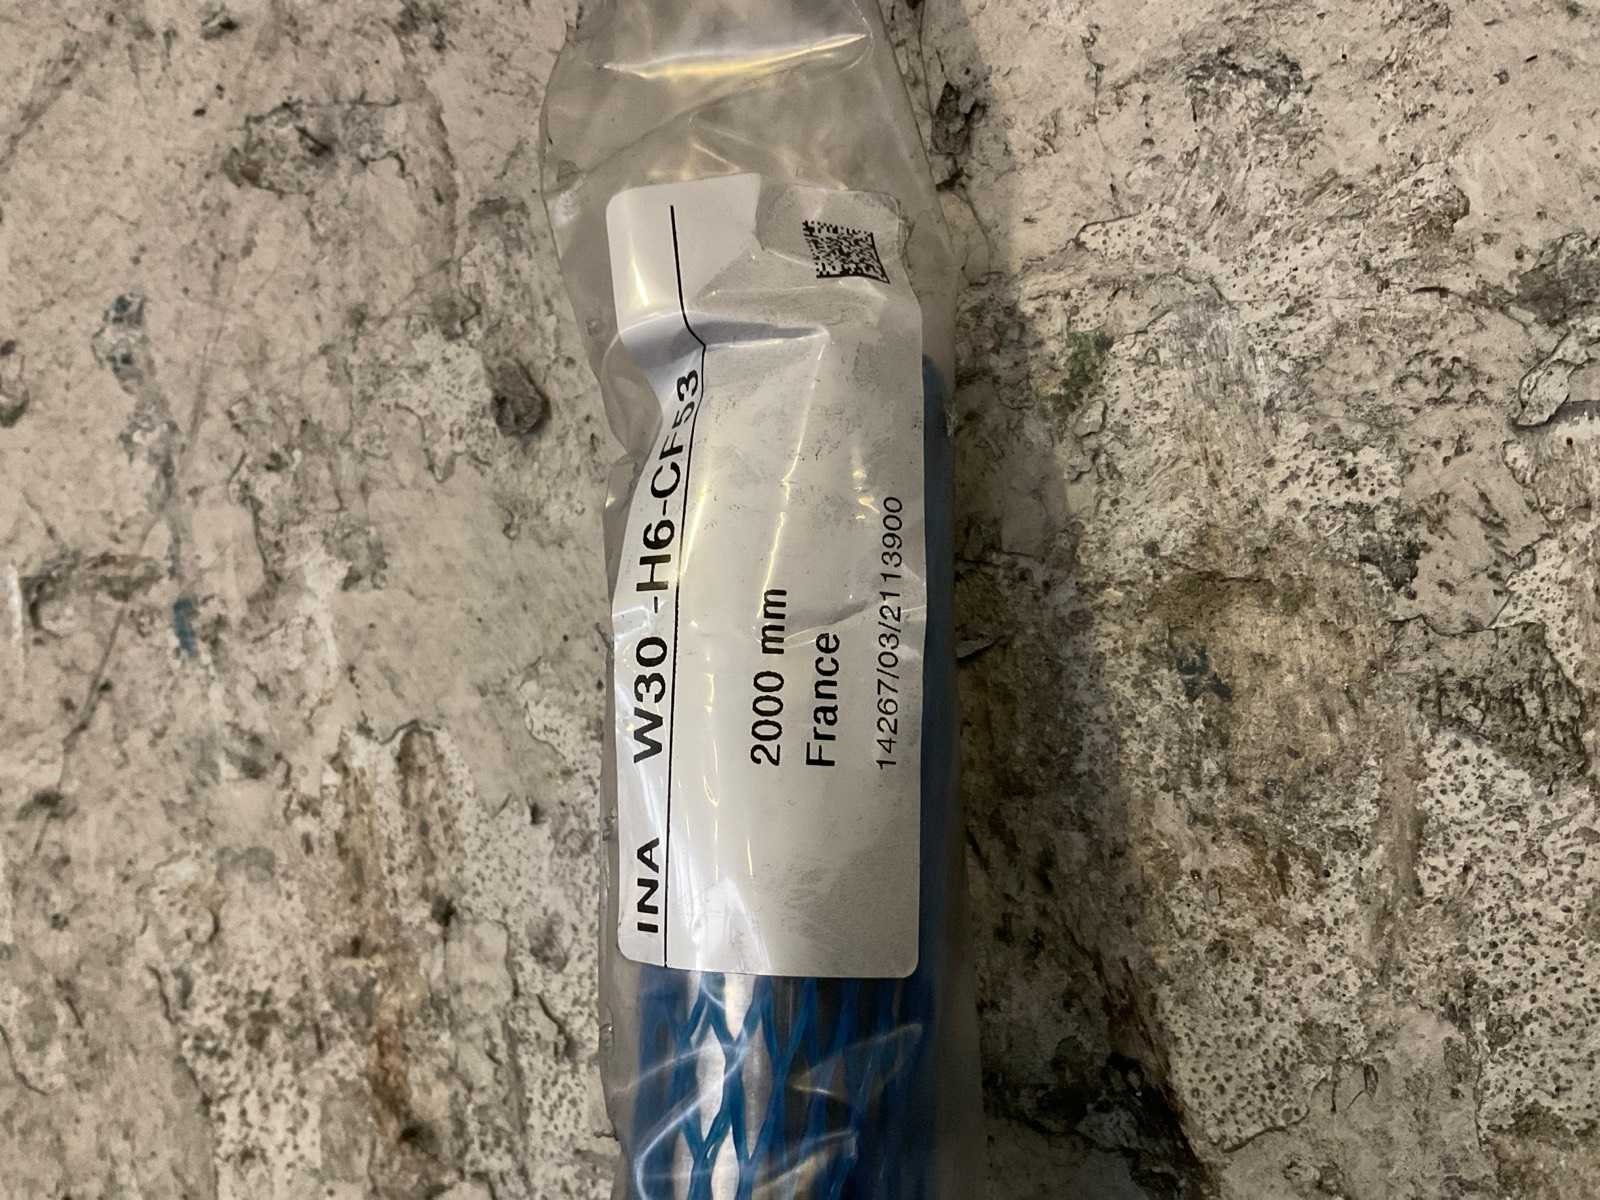 INA W30 -H6-CF53
2000 mm
France
14267/03/2113900